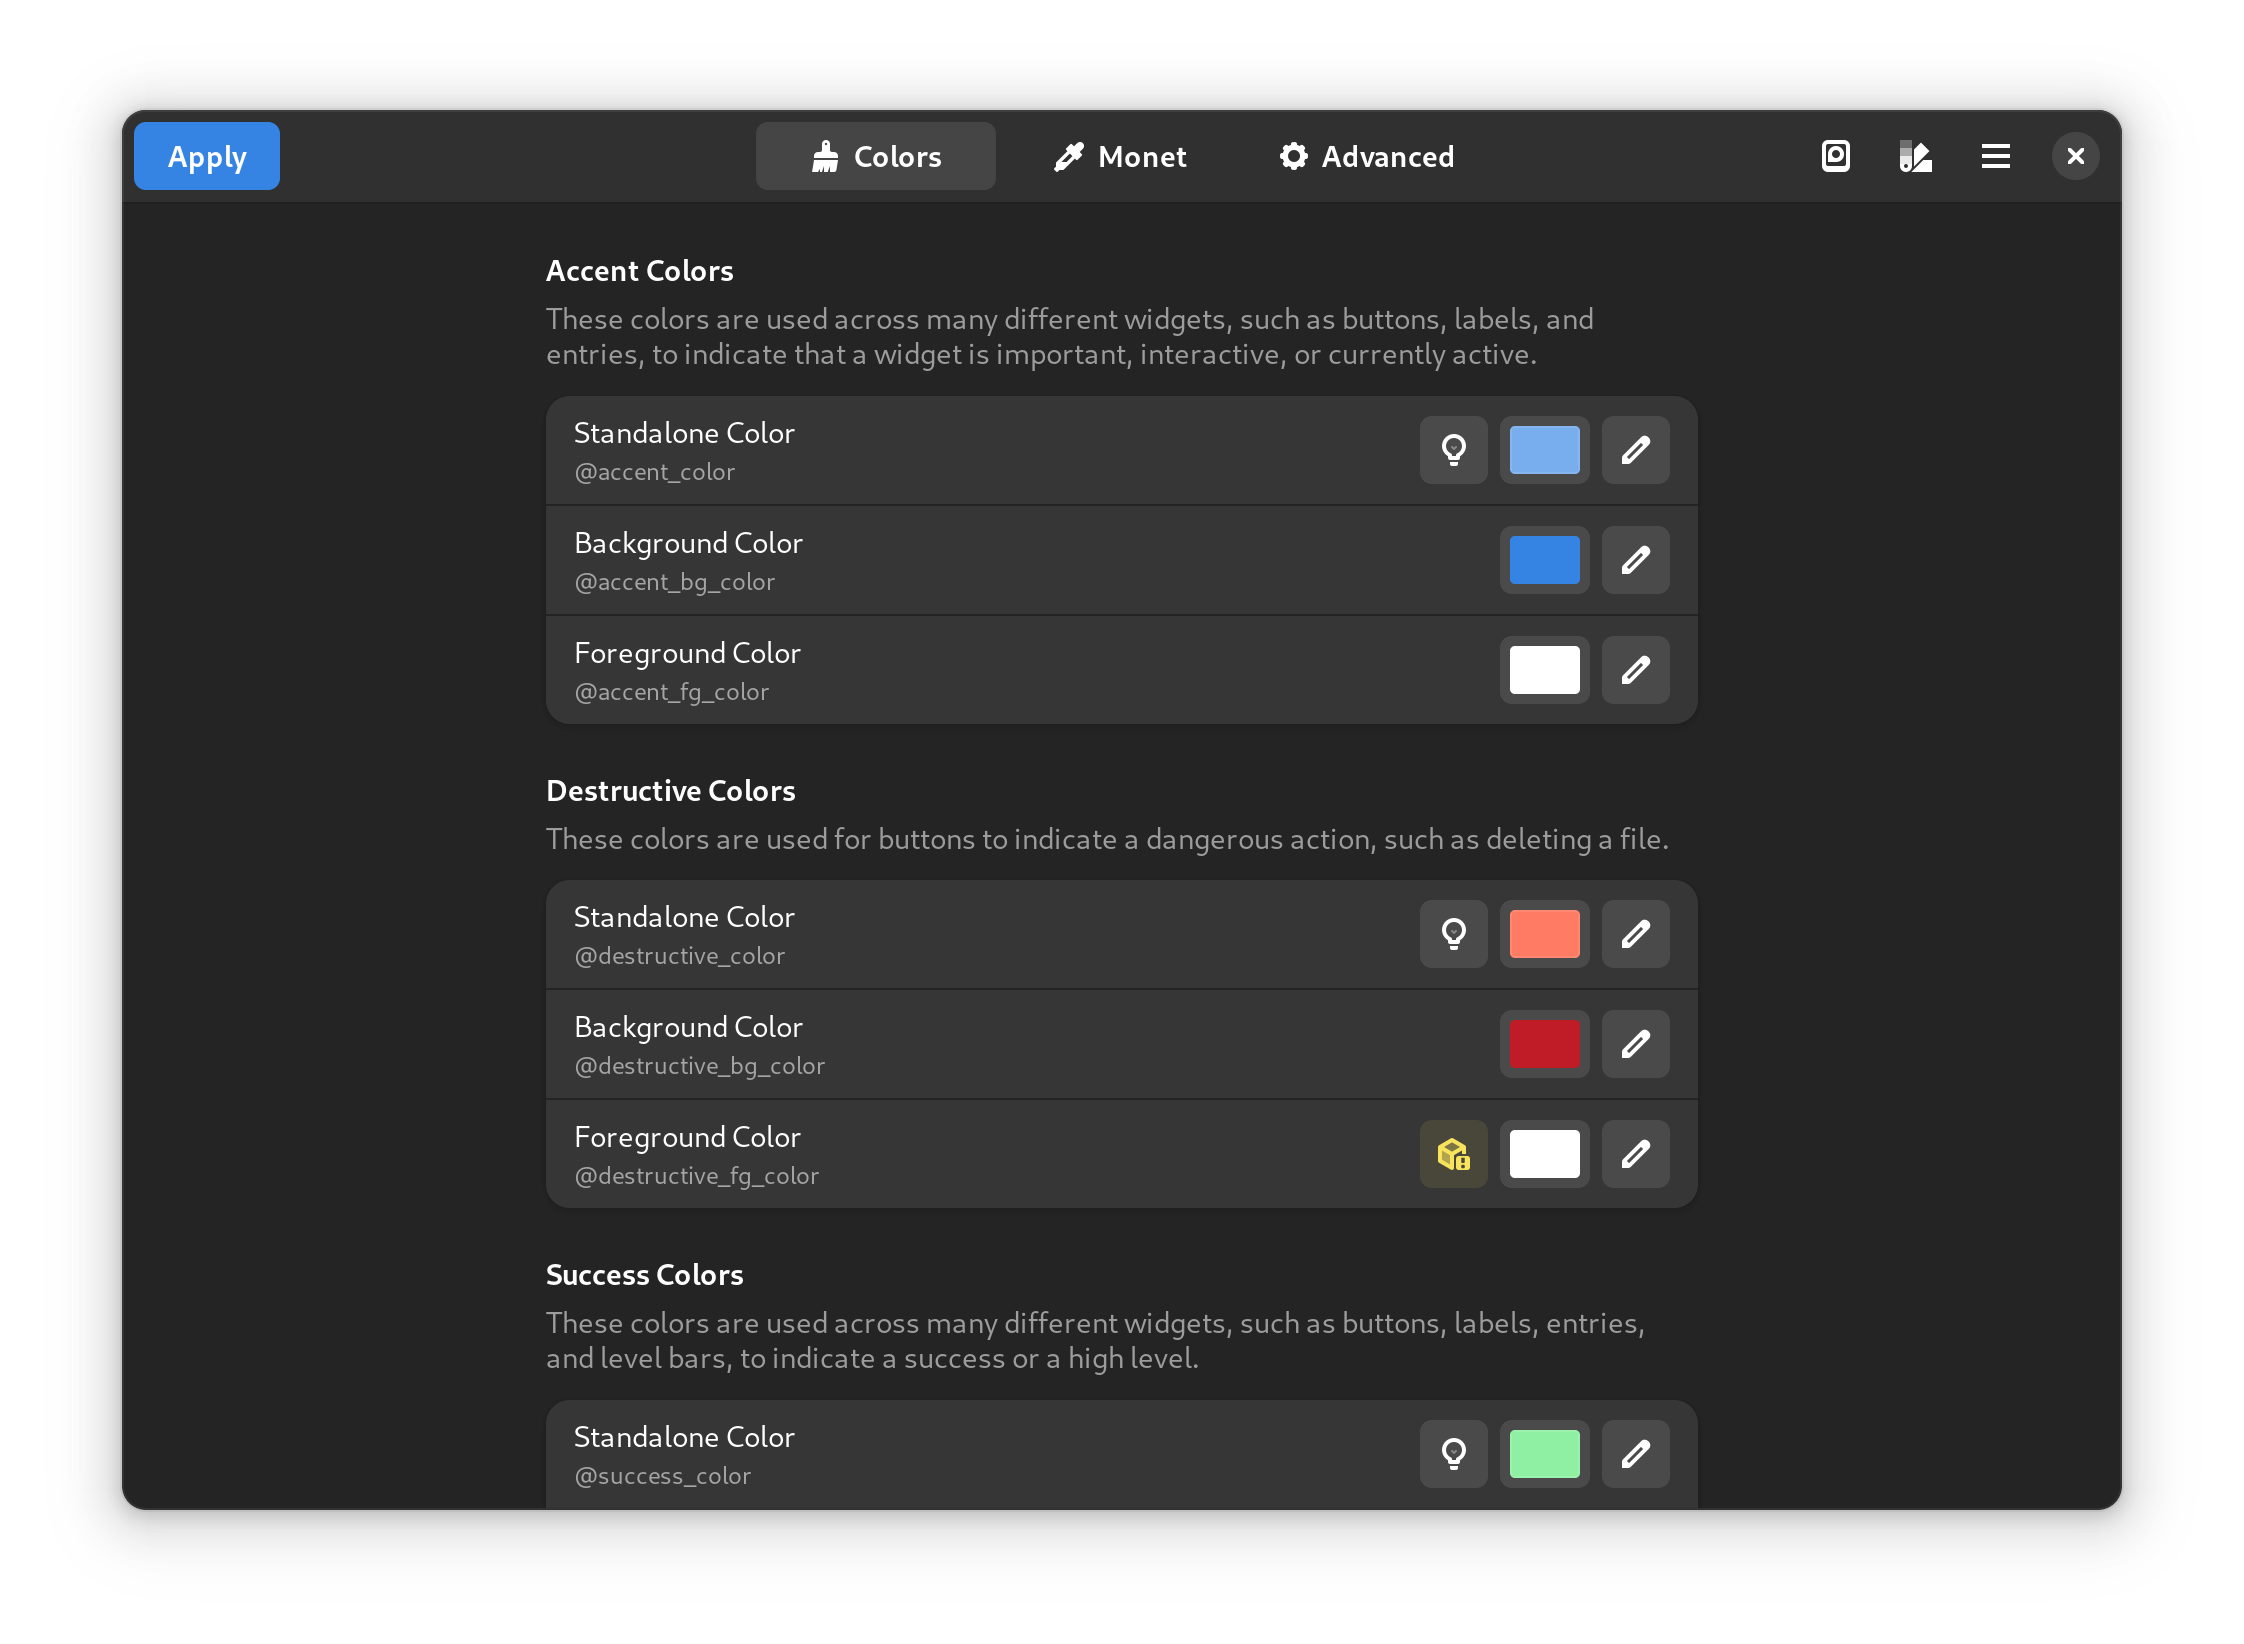 Apply
Colors
Monet
Advanced
Accent Colors
These colors are used across many different widgets, such as buttons, labels, and
entries, to indicate that a widget is important, interactive, or currently active.
Standalone Color
@accent_color
Background Color
@accent_bg_color
Foreground Color
@accent_fg_color
Destructive Colors
These colors are used for buttons to indicate a dangerous action, such as deleting a file.
Standalone Color
@destructive_color
Background Color
@destructive_bg_color
Foreground Color
@destructive_fg_color
Success Colors
These colors are used across many different widgets, such as buttons, labels, entries,
and level bars, to indicate a success or a high level.
Standalone Color
@success_color